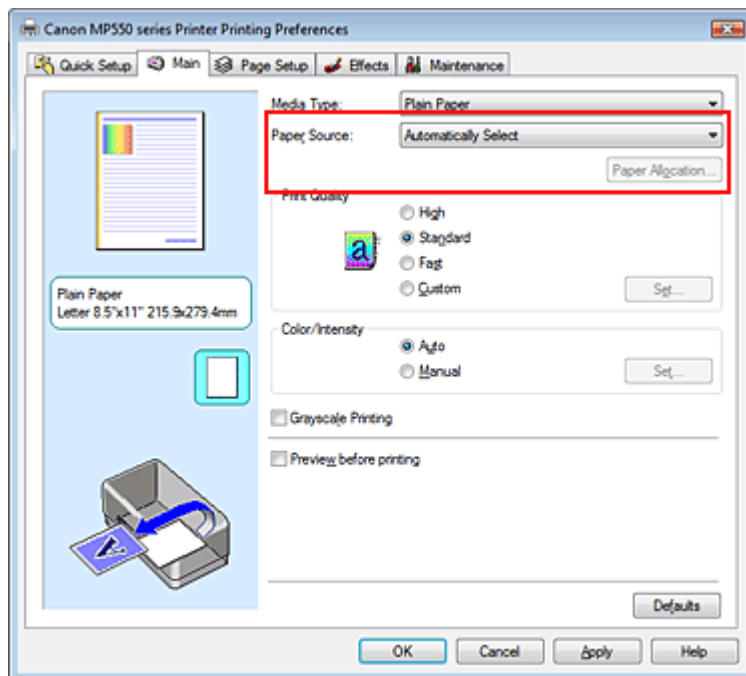 Canon MP550 series Printer Printing Preferences
Quick Setup Main Page Setup Effects Maintenance
Media Type: Plain Paper
Paper Source: Automatically Select
Paper Allocation...
Print Quality
High
Standard
Fast
Custom Set...
Plain Paper
Letter 8.5"x11" 215.9x279.4mm
Color/Intensity
Auto
Manual Set...
Grayscale Printing
Preview before printing
Defaults
OK Cancel Apply Help